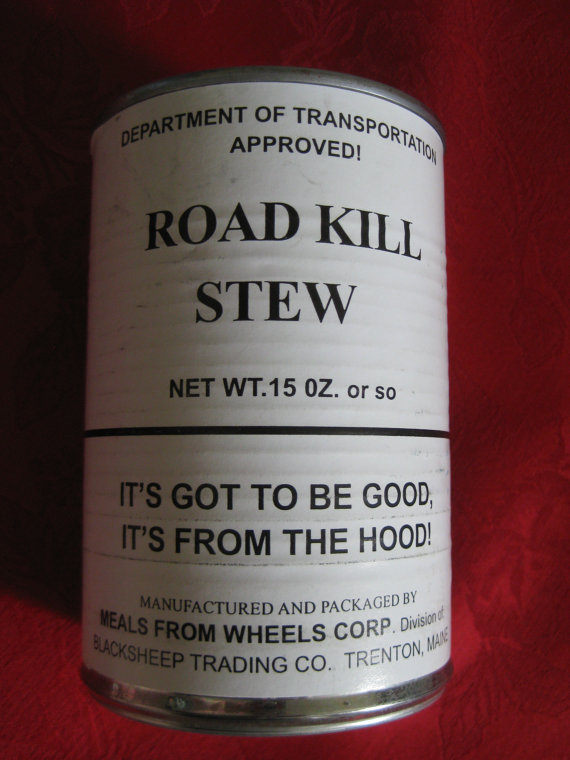 DEPARTMENT OF TRANSPORTATION
APPROVED!
ROAD KILL
STEW
NET WT.15 0Z. or so
IT'S GOT TO BE GOOD,
IT'S FROM THE HOOD!
MANUFACTURED AND PACKAGED BY
MEALS FROM WHEELS CORP. Division of:
BLACKSHEEP TRADING CO. TRENTON, MAINE